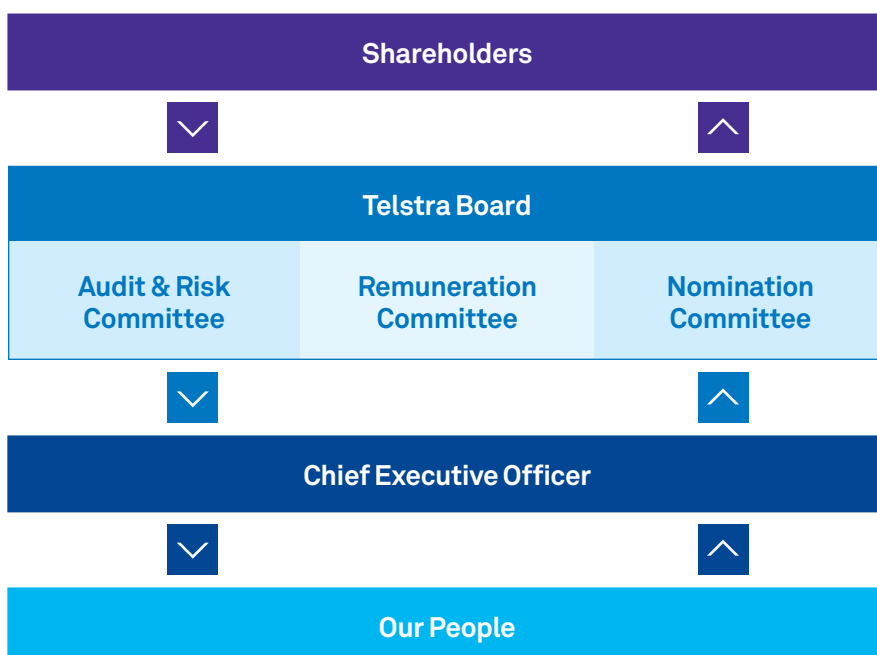 Shareholders
Telstra Board
Audit & Risk
Committee
Remuneration
Committee
Nomination
Committee
Chief Executive Officer
Our People